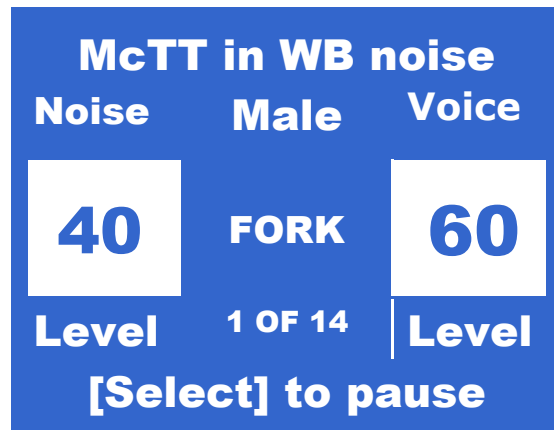 McTT in WB noise
Noise Male Voice
40 FORK 60
Level 1 OF 14 Level
[Select] to pause